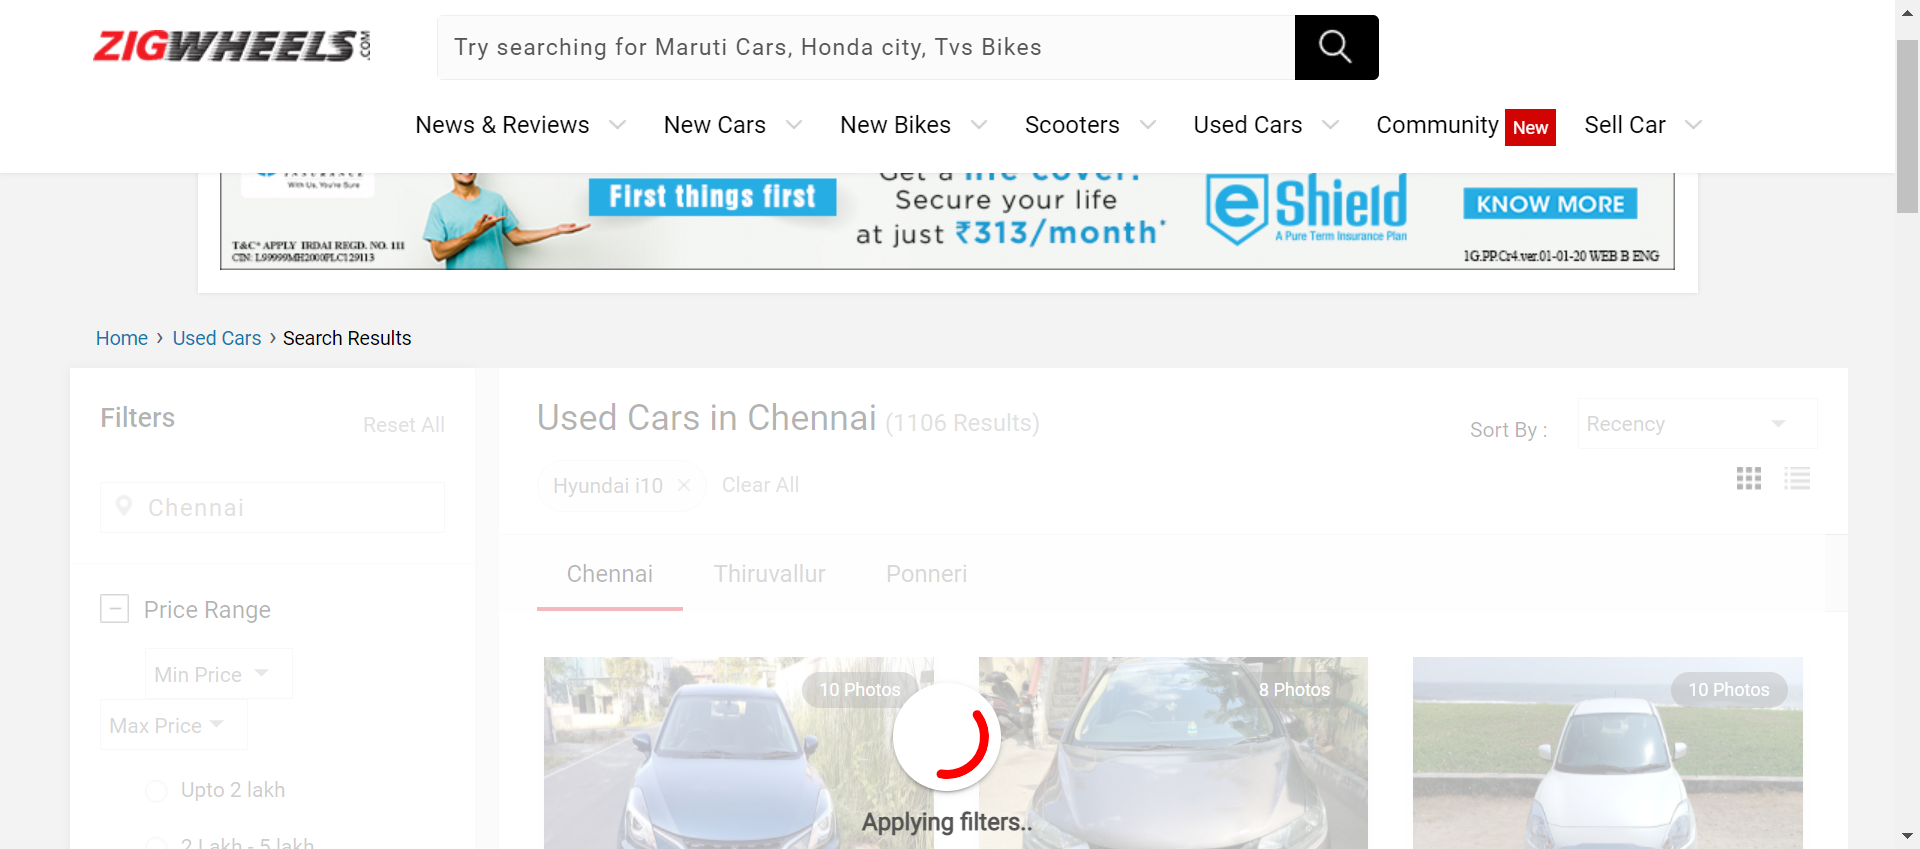 ZIGWHEELS.COM
Try searching for Maruti Cars, Honda city, Tvs Bikes
News & Reviews
New Cars
New Bikes
Scooters
Used Cars
Community New
Sell Car
INSURANCE
With Us, You're Sure
T&C* APPLY IRDAI REGD. NO. 111
CIN: L99999MH2000PLC129113
First things first
Get a life cover.
Secure your life
at just ₹313/month*
eShield
A Pure Term Insurance Plan
KNOW MORE
1G.PP.Cr4.ver.01-01-20 WEB B ENG
Home › Used Cars › Search Results
Filters
Reset All
Chennai
Price Range
Min Price
Max Price
Upto 2 lakh
2 Lakh - 5 lakh
Used Cars in Chennai (1106 Results)
Sort By :
Recency
Hyundai i10 ×
Clear All
Chennai
Thiruvallur
Ponneri
10 Photos
8 Photos
10 Photos
Applying filters..